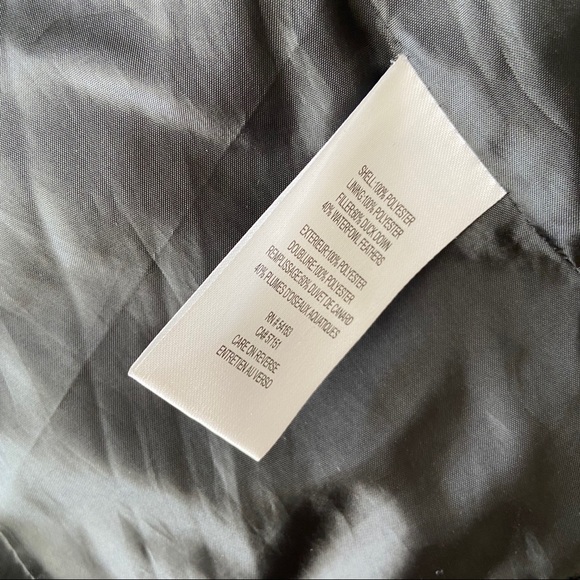 SHELL:100% POLYESTER
LINING:100% POLYESTER
FILLER:60% DUCK DOWN
40% WATERFOWL FEATHERS
EXTERIEUR:100% POLYESTER
DOUBLURE:100% POLYESTER
REMPLISSAGE:60% DUVET DE CANARD
40% PLUMES D'OISEAUX AQUATIQUES
RN # 54163
CA# 57151
CARE ON REVERSE
ENTRETIEN AU VERSO